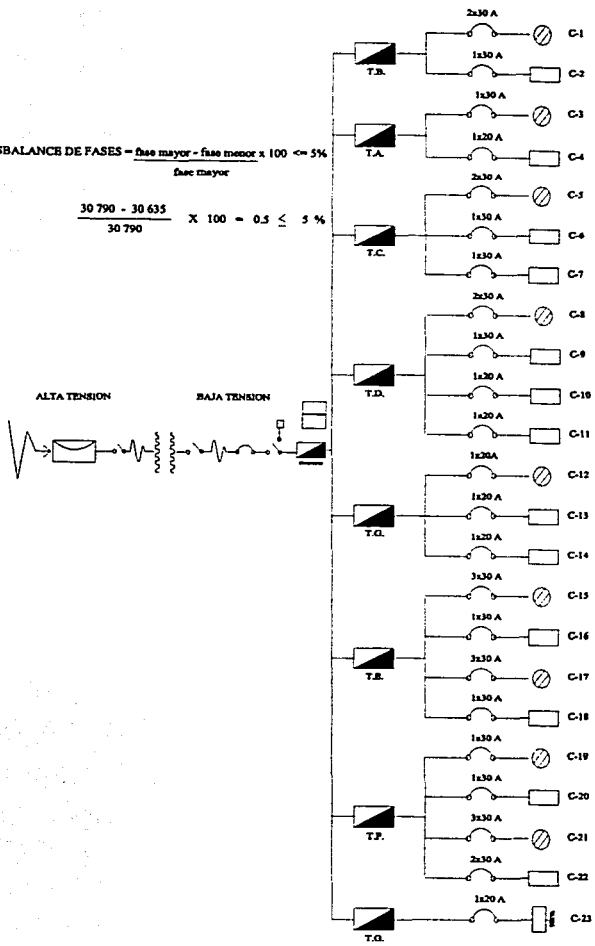 SBALANCE DE FASES = fase mayor - fase menor x 100 <= 5%
fase mayor
30 790 - 30 635 X 100 = 0.5 ≤ 5 %
30 790
ALTA TENSION
BAJA TENSION
2x30 A
C-1
1x30 A
C-2
T.B.
1x30 A
C-3
1x20 A
C-4
T.A.
2x30 A
C-5
1x30 A
C-6
1x30 A
C-7
T.C.
2x30 A
C-8
1x30 A
C-9
1x20 A
C-10
1x20 A
C-11
T.D.
1x20A
C-12
1x20 A
C-13
1x20 A
C-14
T.G.
3x30 A
C-15
1x30 A
C-16
3x30 A
C-17
1x30 A
C-18
T.E.
1x30 A
C-19
1x30 A
C-20
3x30 A
C-21
2x30 A
C-22
T.F.
1x20 A
C-23
T.G.